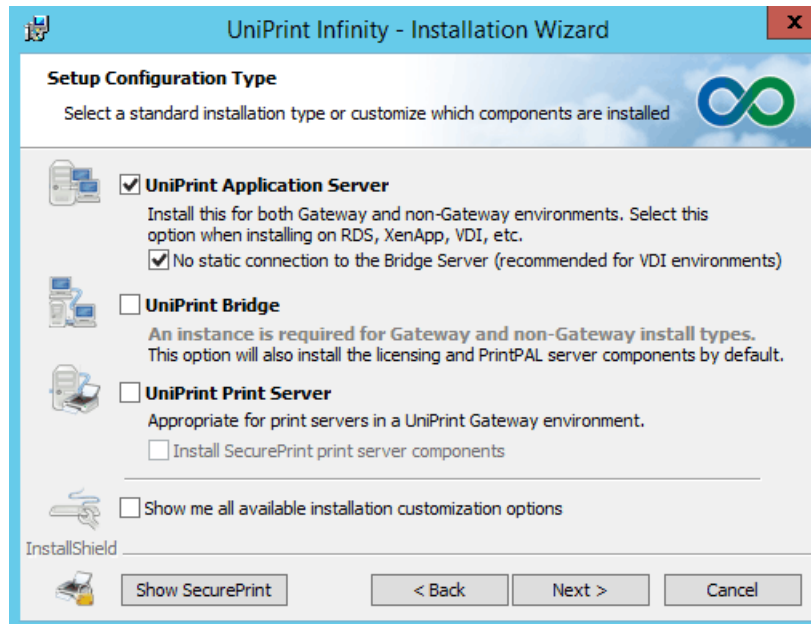 UniPrint Infinity - Installation Wizard
x
Setup Configuration Type
Select a standard installation type or customize which components are installed
UniPrint Application Server
Install this for both Gateway and non-Gateway environments. Select this
option when installing on RDS, XenApp, VDI, etc.
No static connection to the Bridge Server (recommended for VDI environments)
UniPrint Bridge
An instance is required for Gateway and non-Gateway install types.
This option will also install the licensing and PrintPAL server components by default.
UniPrint Print Server
Appropriate for print servers in a UniPrint Gateway environment.
Install SecurePrint print server components
Show me all available installation customization options
InstallShield
Show SecurePrint
< Back
Next >
Cancel